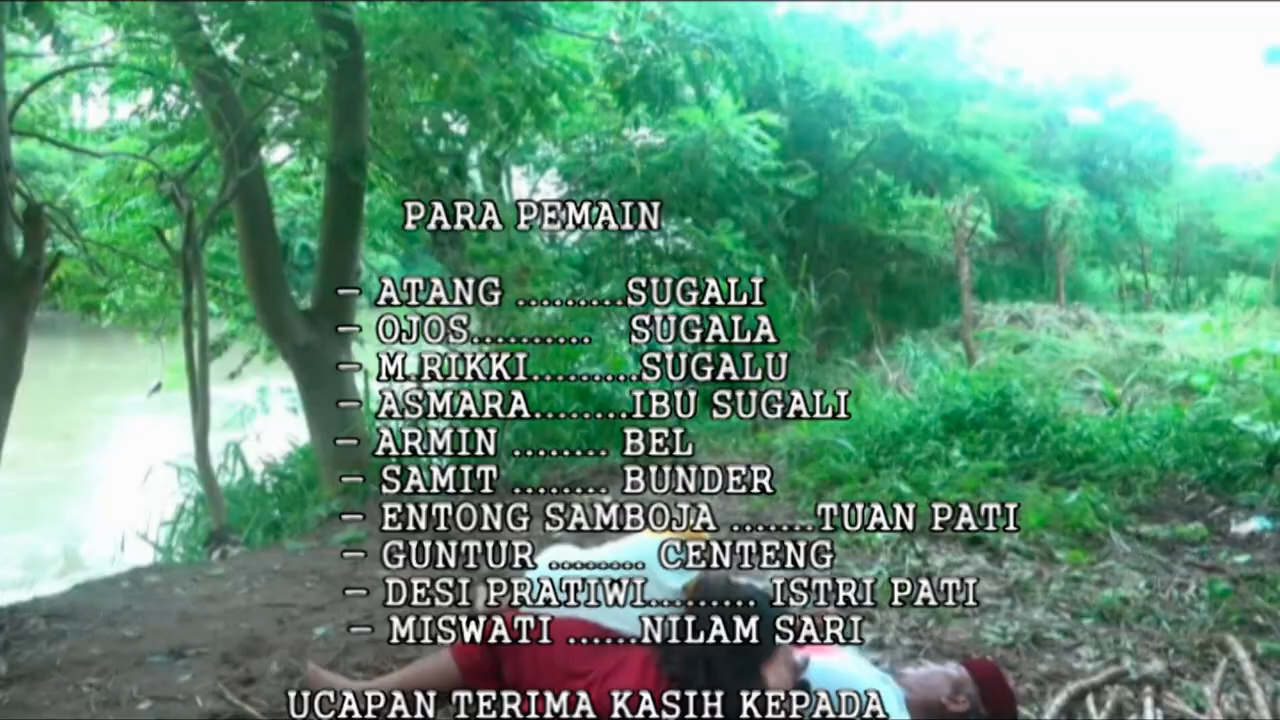 PARA PEMAIN
- ATANG .........SUGALI
- OJOS.......... SUGALA
- M.RIKKI.........SUGALU
- ASMARA........IBU SUGALI
- ARMIN ........ BEL
- SAMIT ........ BUNDER
- ENTONG SAMBOJA .......TUAN PATI
- GUNTUR ........ CENTENG
- DESI PRATIWI......... ISTRI PATI
- MISWATI ......NILAM SARI
UCAPAN TERIMA KASIH KEPADA